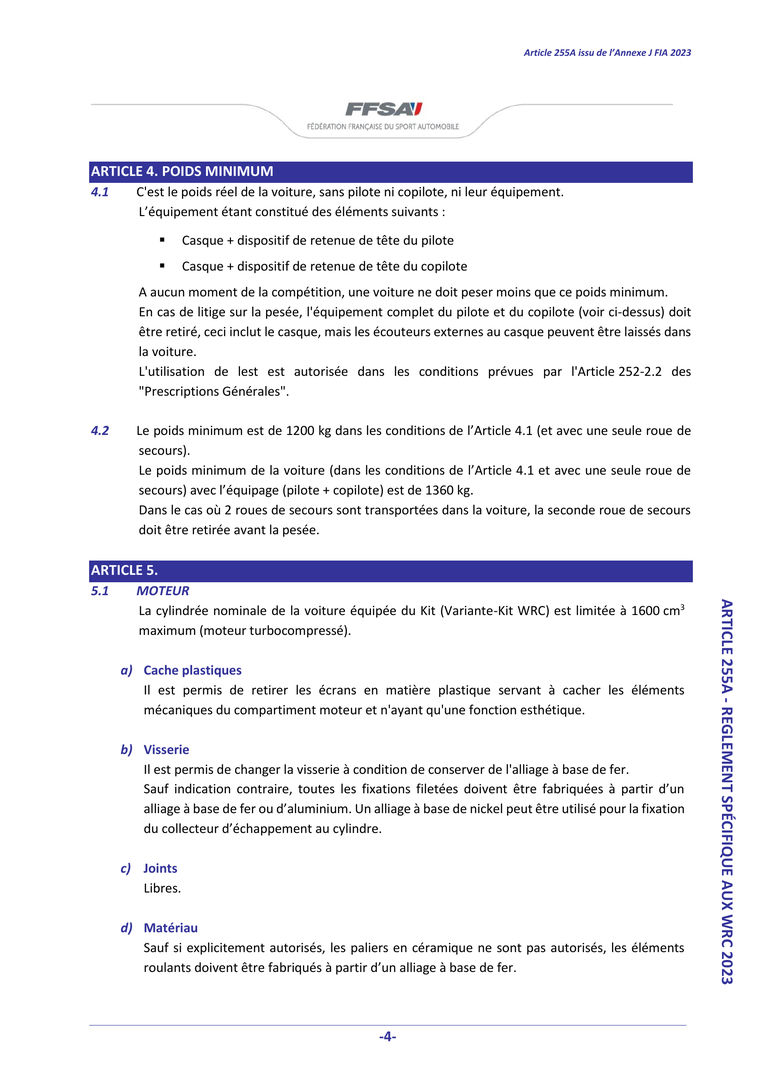 Article 255A issu de l'Annexe J FIA 2023
FFSA
FÉDÉRATION FRANÇAISE DU SPORT AUTOMOBILE
ARTICLE 4. POIDS MINIMUM
4.1 C'est le poids réel de la voiture, sans pilote ni copilote, ni leur équipement.
L’équipement étant constitué des éléments suivants :
▪ Casque + dispositif de retenue de tête du pilote
▪ Casque + dispositif de retenue de tête du copilote
A aucun moment de la compétition, une voiture ne doit peser moins que ce poids minimum.
En cas de litige sur la pesée, l'équipement complet du pilote et du copilote (voir ci-dessus) doit
être retiré, ceci inclut le casque, mais les écouteurs externes au casque peuvent être laissés dans
la voiture.
L'utilisation de lest est autorisée dans les conditions prévues par l'Article 252-2.2 des
"Prescriptions Générales".
4.2 Le poids minimum est de 1200 kg dans les conditions de l’Article 4.1 (et avec une seule roue de
secours).
Le poids minimum de la voiture (dans les conditions de l’Article 4.1 et avec une seule roue de
secours) avec l’équipage (pilote + copilote) est de 1360 kg.
Dans le cas où 2 roues de secours sont transportées dans la voiture, la seconde roue de secours
doit être retirée avant la pesée.
ARTICLE 5.
5.1 MOTEUR
La cylindrée nominale de la voiture équipée du Kit (Variante-Kit WRC) est limitée à 1600 cm³
maximum (moteur turbocompressé).
a) Cache plastiques
Il est permis de retirer les écrans en matière plastique servant à cacher les éléments
mécaniques du compartiment moteur et n'ayant qu'une fonction esthétique.
b) Visserie
Il est permis de changer la visserie à condition de conserver de l'alliage à base de fer.
Sauf indication contraire, toutes les fixations filetées doivent être fabriquées à partir d’un
alliage à base de fer ou d’aluminium. Un alliage à base de nickel peut être utilisé pour la fixation
du collecteur d’échappement au cylindre.
c) Joints
Libres.
d) Matériau
Sauf si explicitement autorisés, les paliers en céramique ne sont pas autorisés, les éléments
roulants doivent être fabriqués à partir d’un alliage à base de fer.
ARTICLE 255A - REGLEMENT SPÉCIFIQUE AUX WRC 2023
-4-